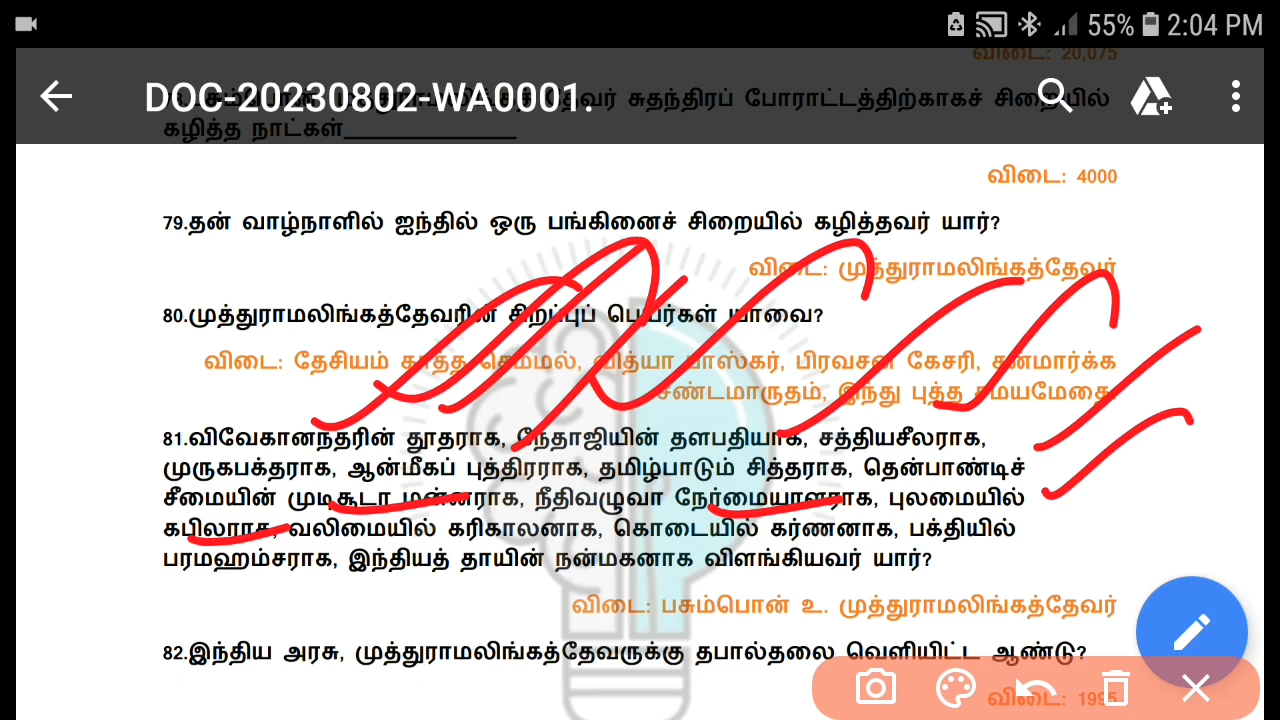 55% 2:04 PM
விடை: 20,075
DOC-20230802-WA0001.
தேவர் சுதந்திரப் போராட்டத்திற்காகச் சிறையில்
கழித்த நாட்கள்_______________
விடை: 4000
79.தன் வாழ்நாளில் ஐந்தில் ஒரு பங்கினைச் சிறையில் கழித்தவர் யார்?
விடை: முத்துராமலிங்கத்தேவர்
80.முத்துராமலிங்கத்தேவரின் சிறப்புப் பெயர்கள் யாவை?
விடை: தேசியம் காத்த செம்மல், வித்யா பாஸ்கர், பிரவசன கேசரி, சன்மார்க்க
சண்டமாருதம், இந்து புத்த சமயமேதை.
81.விவேகானந்தரின் தூதராக, நேதாஜியின் தளபதியாக, சத்தியசீலராக,
முருகபக்தராக, ஆன்மீகப் புத்திரராக, தமிழ்பாடும் சித்தராக, தென்பாண்டிச்
சீமையின் முடிசூடா மன்னராக, நீதிவழுவா நேர்மையாளராக, புலமையில்
கபிலராக, வலிமையில் கரிகாலனாக, கொடையில் கர்ணனாக, பக்தியில்
பரமஹம்சராக, இந்தியத் தாயின் நன்மகனாக விளங்கியவர் யார்?
விடை: பசும்பொன் உ. முத்துராமலிங்கத்தேவர்
82.இந்திய அரசு, முத்துராமலிங்கத்தேவருக்கு தபால்தலை வெளியிட்ட ஆண்டு?
விடை: 1995